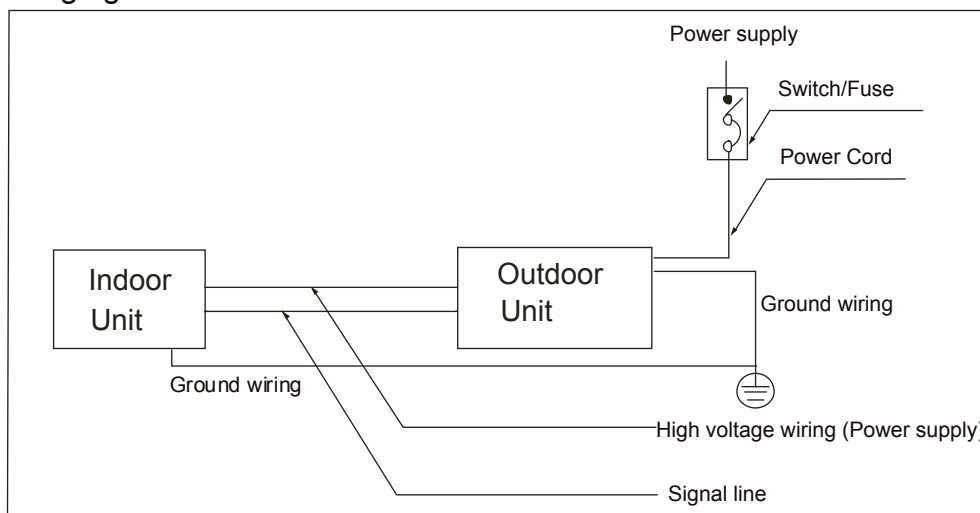 Power supply
Switch/Fuse
Power Cord
Indoor
Unit
Outdoor
Unit
Ground wiring
Ground wiring
High voltage wiring (Power supply)
Signal line